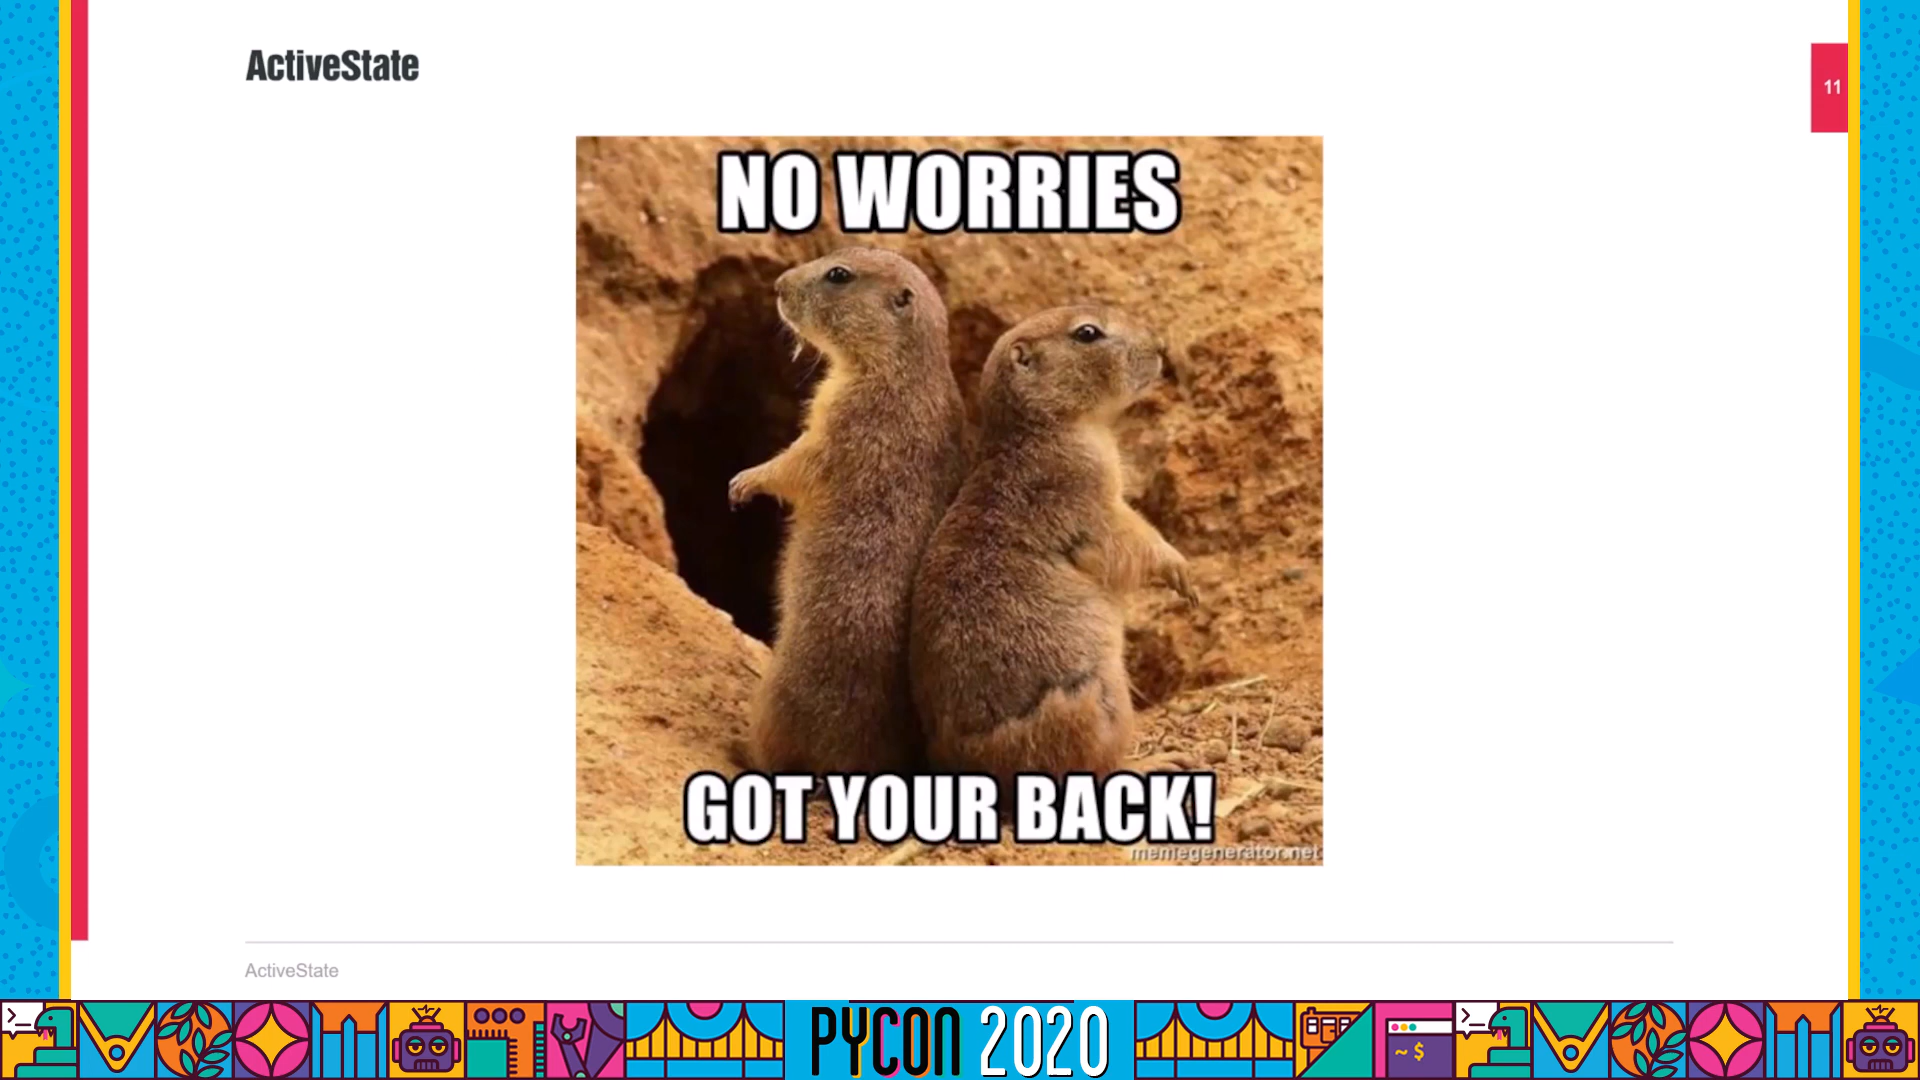 ActiveState
11
NO WORRIES
GOT YOUR BACK!
memegenerator.net
ActiveState
PYCON 2020
~ $